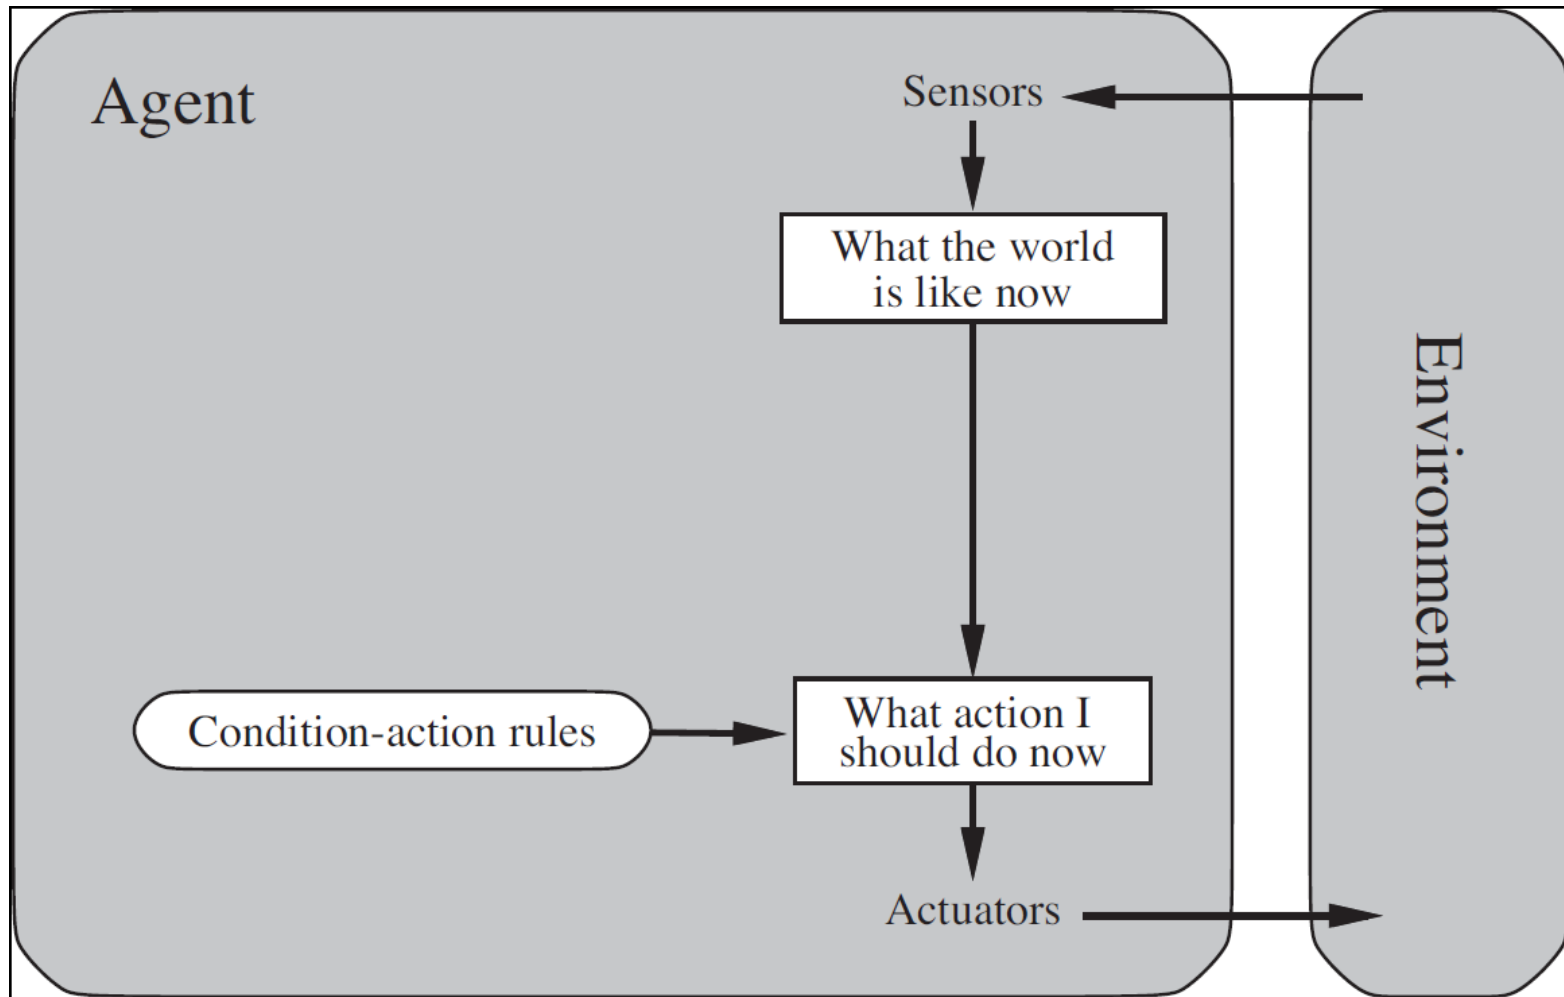 Agent
Sensors
What the world
is like now
Environment
Condition-action rules
What action I
should do now
Actuators